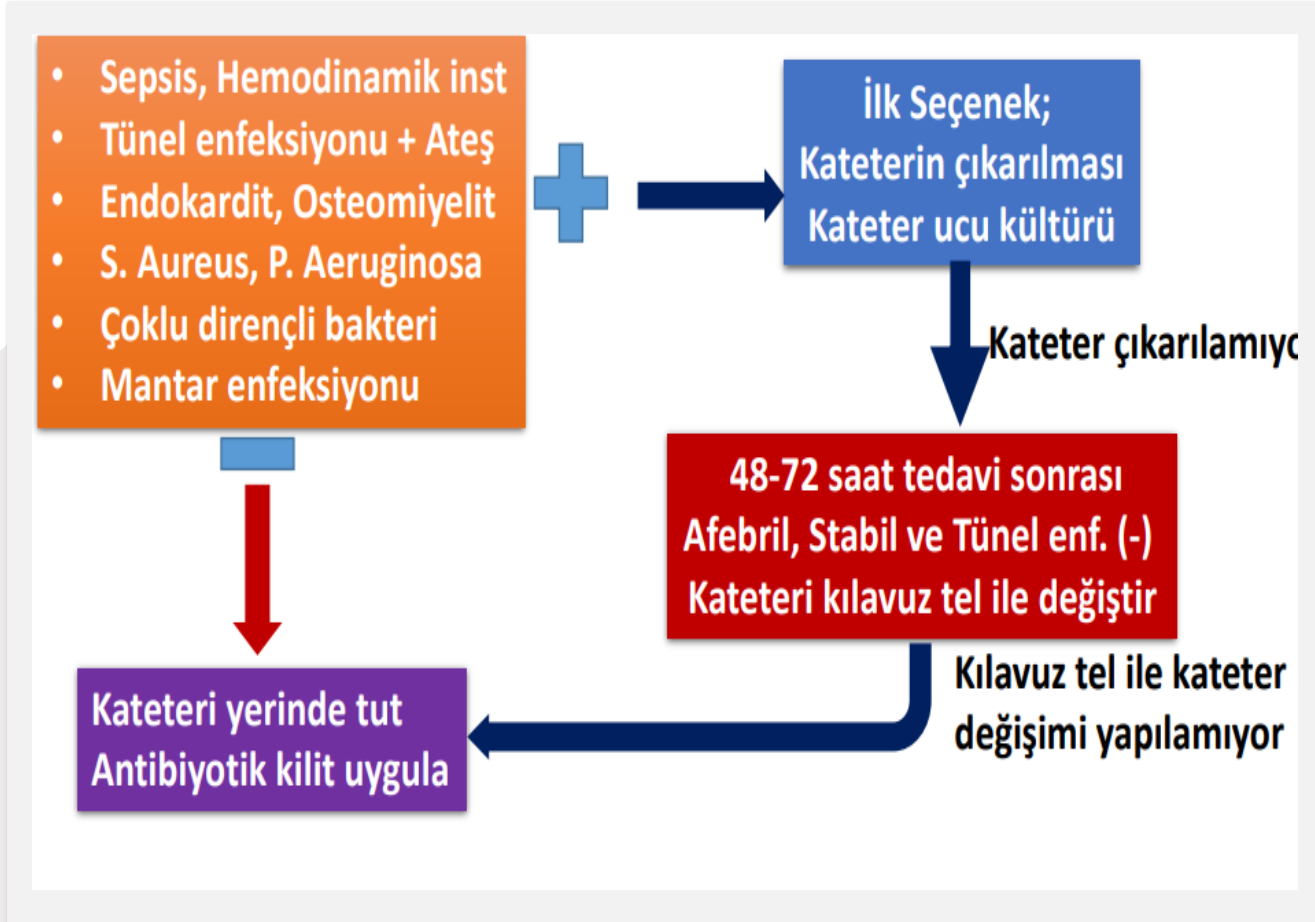 • Sepsis, Hemodinamik inst
• Tünel enfeksiyonu + Ateş
• Endokardit, Osteomiyelit
• S. Aureus, P. Aeruginosa
• Çoklu dirençli bakteri
• Mantar enfeksiyonu
İlk Seçenek;
Kateterin çıkarılması
Kateter ucu kültürü
Kateter
48-72 saat tedavi sonrası
Afebril, Stabil ve Tünel enf. (-)
Kateteri kılavuz tel ile değiştir
Kılavuz tel ile kateter
değişimi yapılamıyor
Kateteri yerinde tut
Antibiyotik kilit uygula